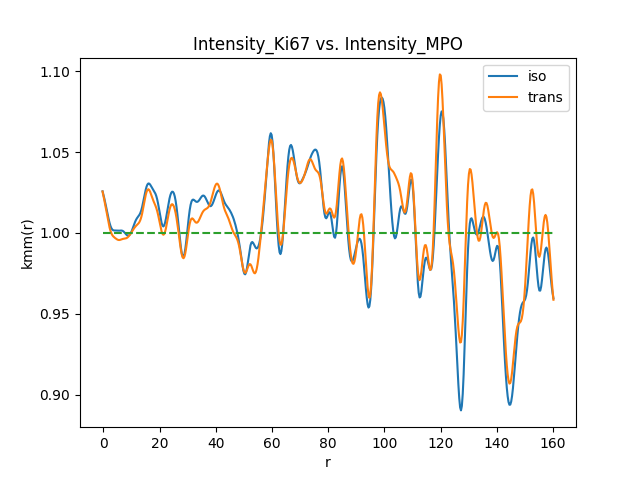 Intensity_Ki67 vs. Intensity_MPO
iso
trans
1.10
1.05
1.00
0.95
0.90
kmm(r)
0 20 40 60 80 100 120 140 160
r